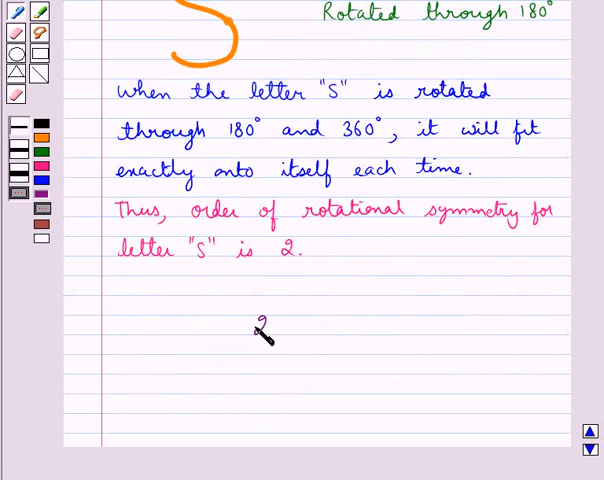 S
Rotated through 180°
When the letter "S" is rotated
through 180° and 360°, it will fit
exactly onto itself each time.
Thus, order of rotational symmetry for
letter "S" is 2.
2